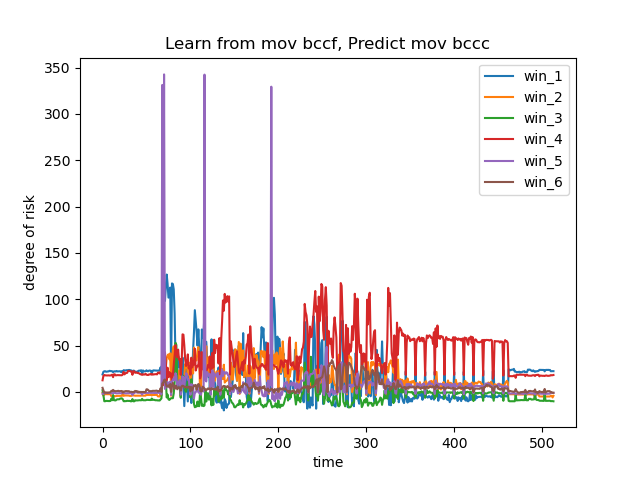 Learn from mov bccf, Predict mov bccc
degree of risk
350
300
250
200
150
100
50
0
win_1
win_2
win_3
win_4
win_5
win_6
0 100 200 300 400 500
time